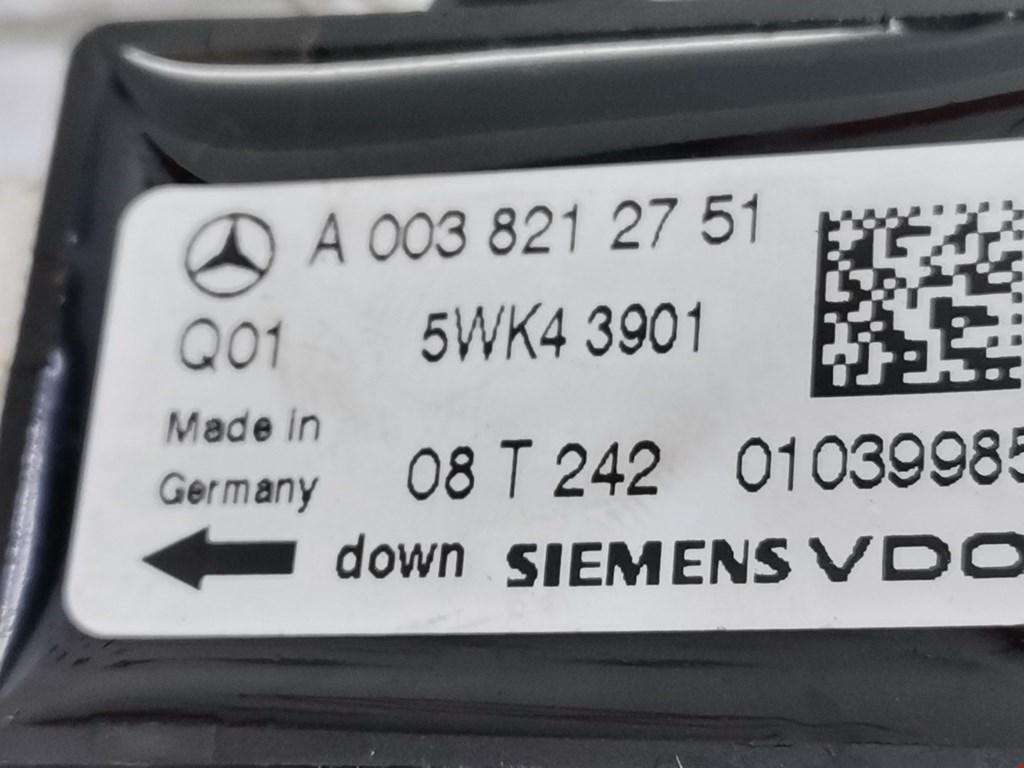 A 003 821 27 51
Q01 5WK4 3901
Made in
Germany
08 T 242 01039985
down SIEMENS VDO